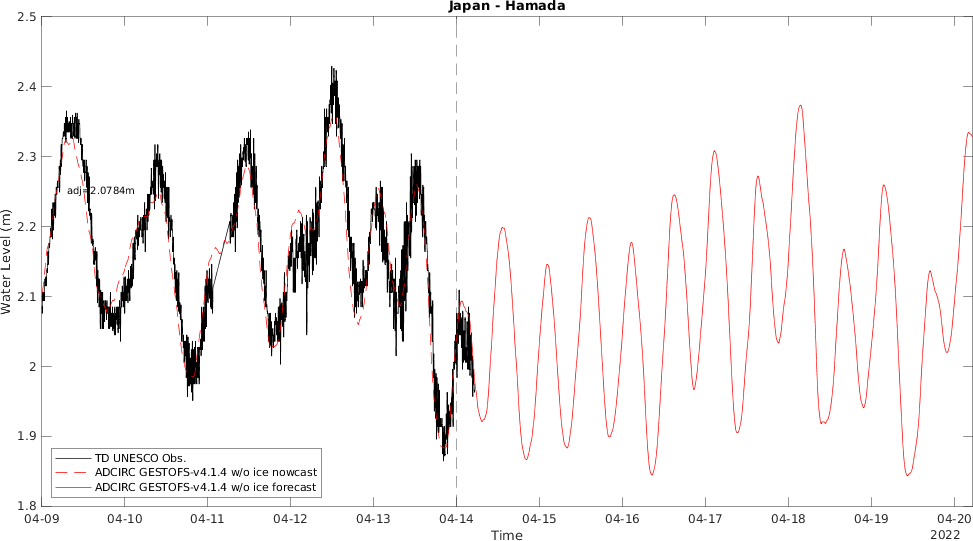 Japan - Hamada
2.5
2.4
2.3
2.2
2.1
2
1.9
1.8
Water Level (m)
adj=2.0784m
TD UNESCO Obs.
ADCIRC GESTOFS-v4.1.4 w/o ice nowcast
ADCIRC GESTOFS-v4.1.4 w/o ice forecast
04-09 04-10 04-11 04-12 04-13 04-14 04-15 04-16 04-17 04-18 04-19 04-20
Time
2022